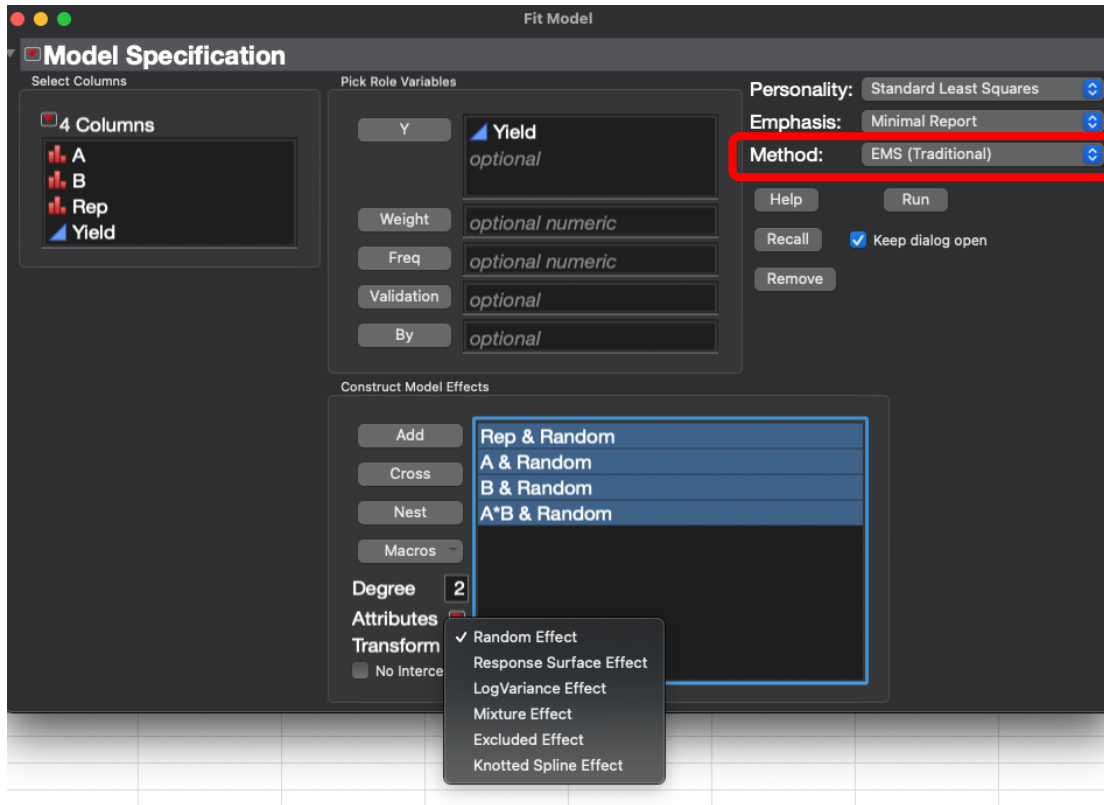 Fit Model
Model Specification
Select Columns
4 Columns
A
B
Rep
Yield
Pick Role Variables
Y
Yield
optional
Weight
optional numeric
Freq
optional numeric
Validation
optional
By
optional
Personality: Standard Least Squares
Emphasis: Minimal Report
Method: EMS (Traditional)
Help
Run
Recall
Keep dialog open
Remove
Construct Model Effects
Add
Cross
Nest
Macros
Rep & Random
A & Random
B & Random
A*B & Random
Degree 2
Attributes
Transform
No Interce
Random Effect
Response Surface Effect
LogVariance Effect
Mixture Effect
Excluded Effect
Knotted Spline Effect